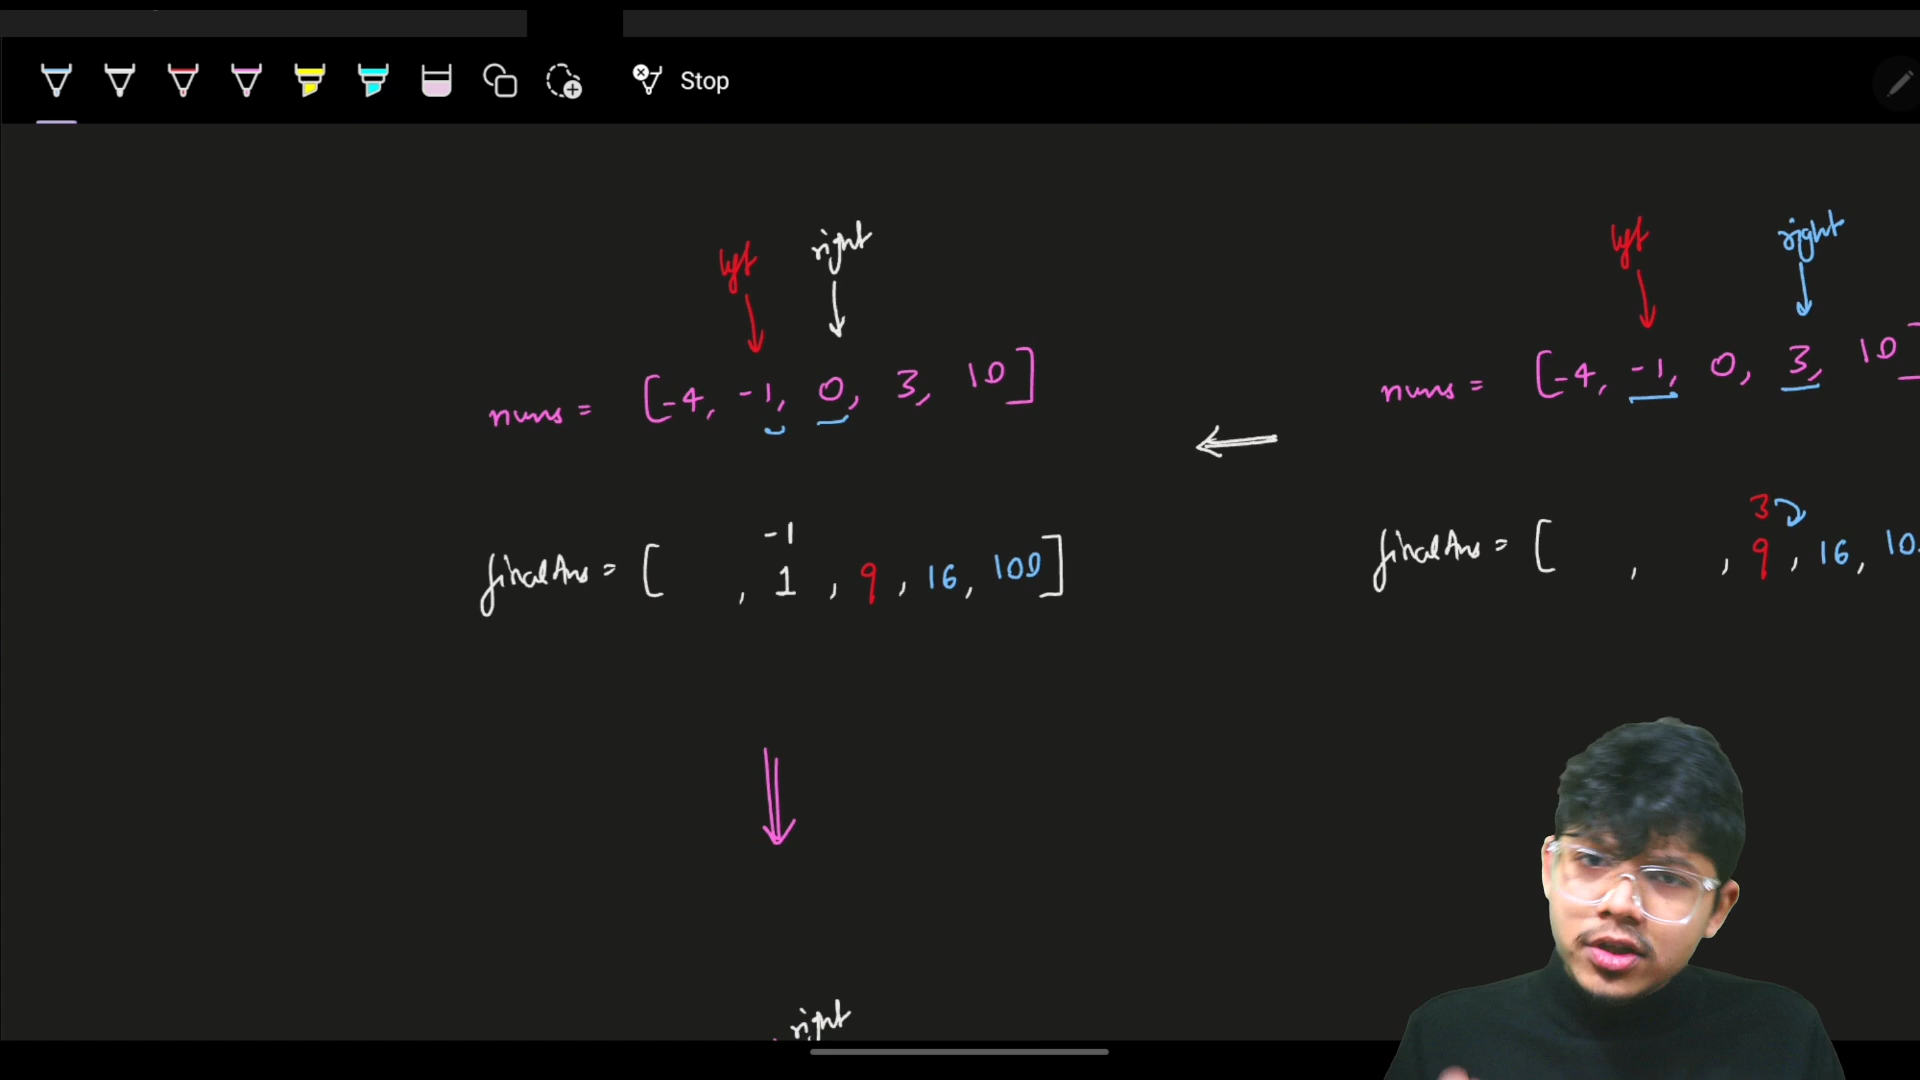 Stop
left right
nums = [-4, -1, 0, 3, 10]
-1
finalAns = [ , 1 , 9 , 16, 100]
left right
nums = [-4, -1, 0, 3, 10]
3
finalAns = [ , , 9 , 16, 10
right